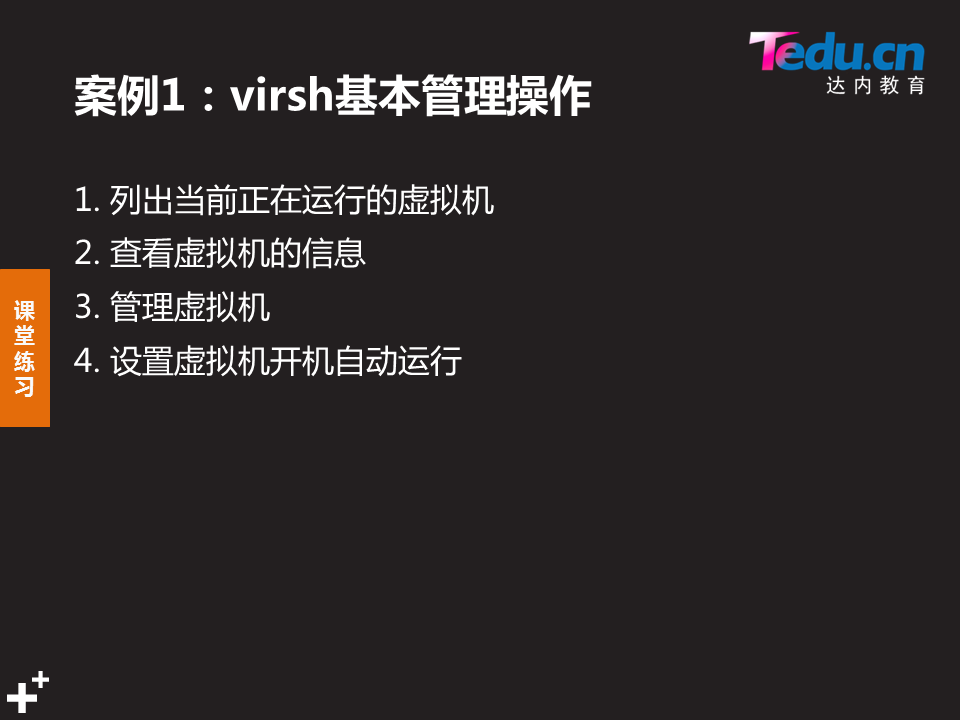 Tedu.cn
达内教育
案例1：virsh基本管理操作
1. 列出当前正在运行的虚拟机
2. 查看虚拟机的信息
3. 管理虚拟机
4. 设置虚拟机开机自动运行
课
堂
练
习